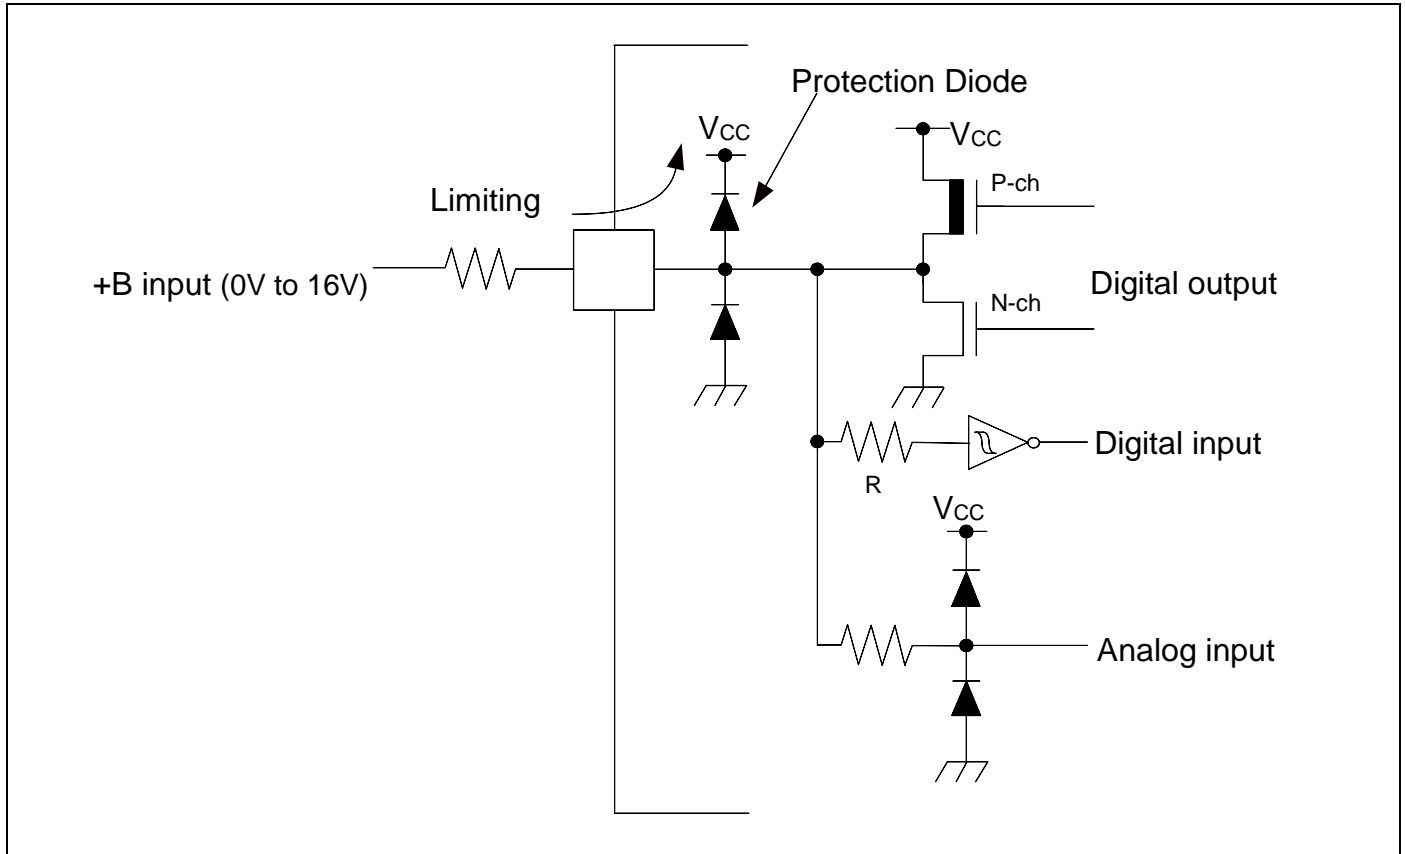 Protection Diode
VCC
VCC
P-ch
Limiting
+B input (0V to 16V)
Digital output
N-ch
Digital input
R
VCC
Analog input